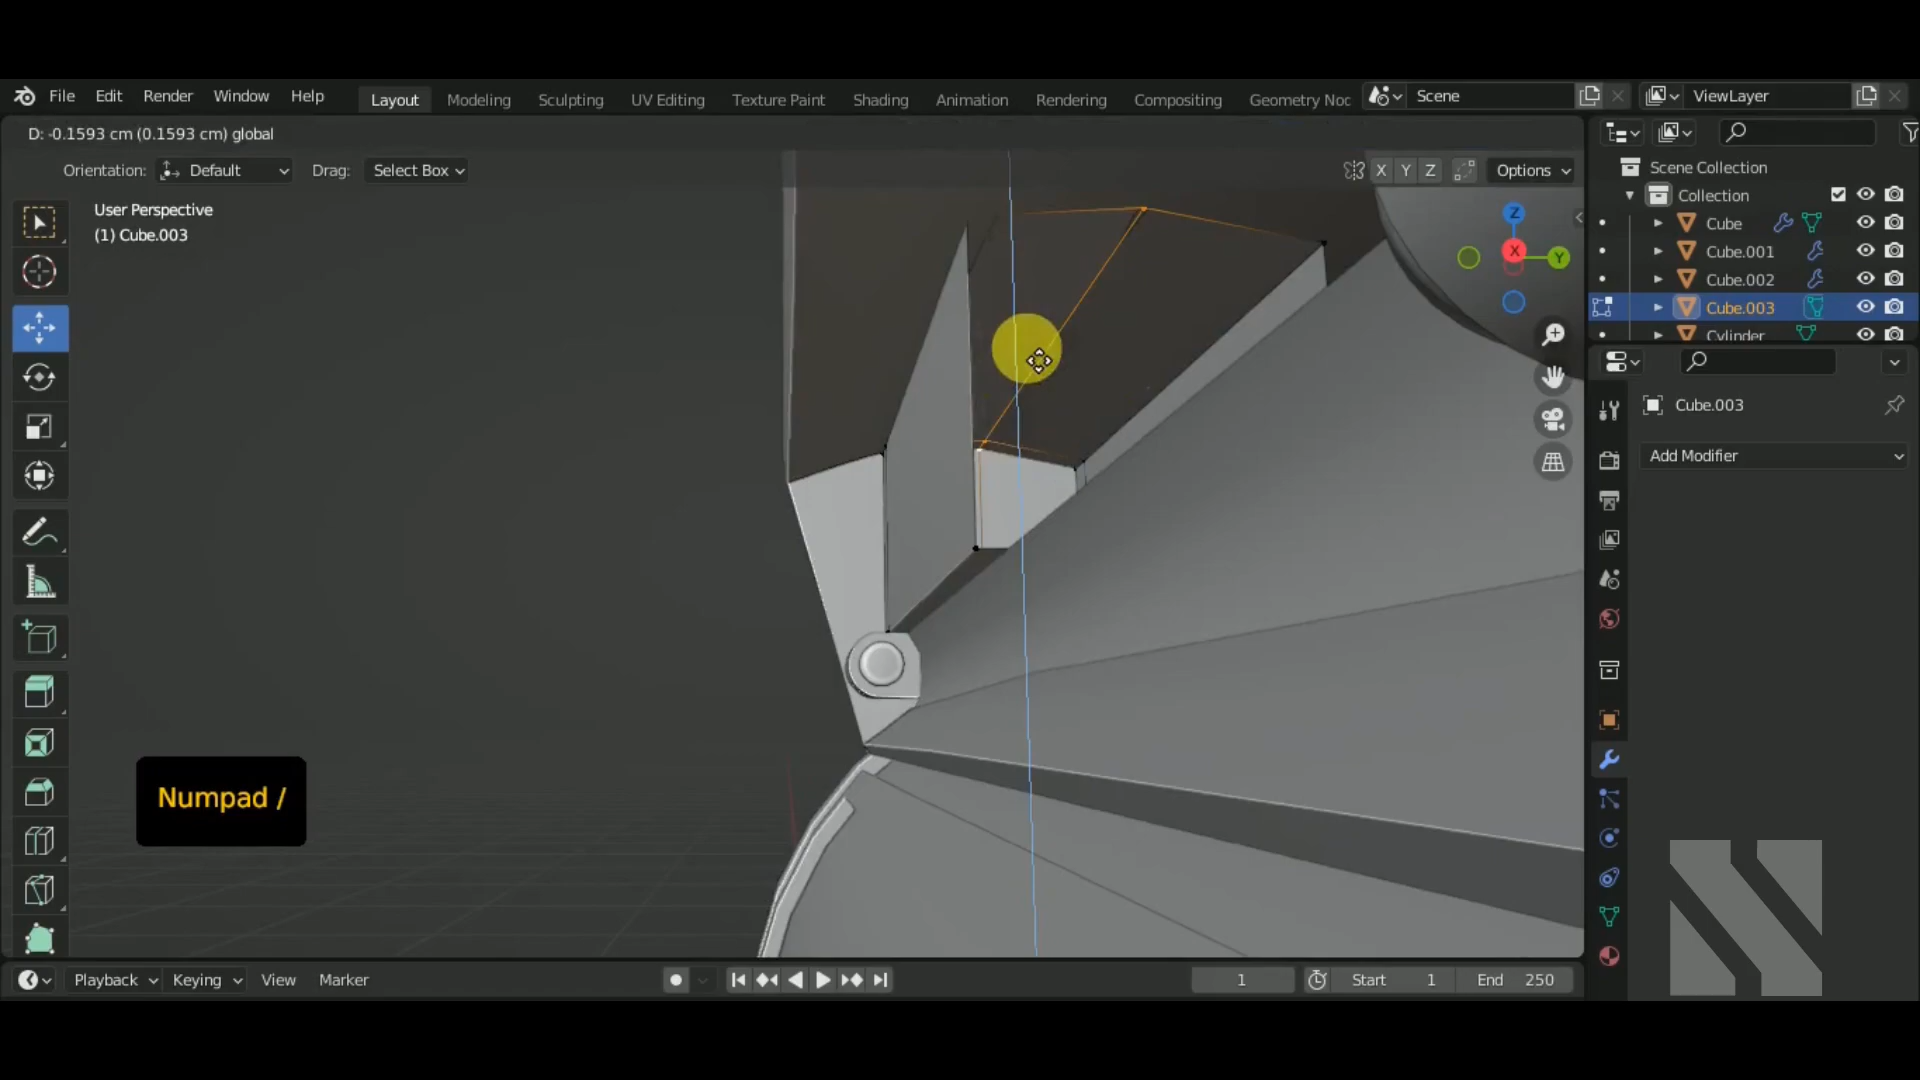 File Edit Render Window Help Layout Modeling Sculpting UV Editing Texture Paint Shading Animation Rendering Compositing Geometry Noc Scene ViewLayer
D: -0.1593 cm (0.1593 cm) global
Orientation: Default Drag: Select Box X Y Z Options
User Perspective
(1) Cube.003
Z
X
Y
Scene Collection
Collection
Cube
Cube.001
Cube.002
Cube.003
Cylinder
Cube.003
Add Modifier
Numpad /
Playback Keying View Marker 1 Start 1 End 250